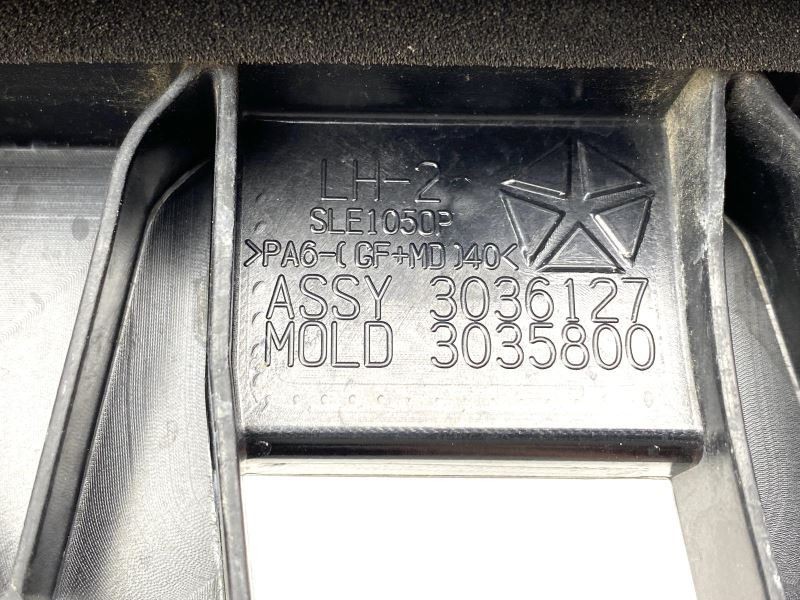 LH-2
SLE1050P
>PA6-(GF+MD)40<
ASSY 3036127
MOLD 3035800